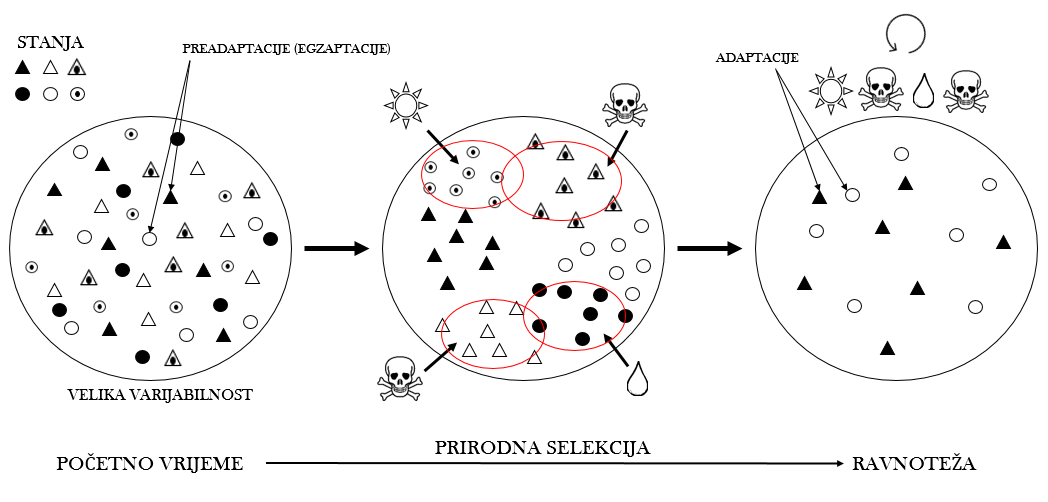 STANJA
PREADAPTACIJE (EGZAPTACIJE)
ADAPTACIJE
VELIKA VARIJABILNOST
PRIRODNA SELEKCIJA
POČETNO VRIJEME
RAVNOTEŽA